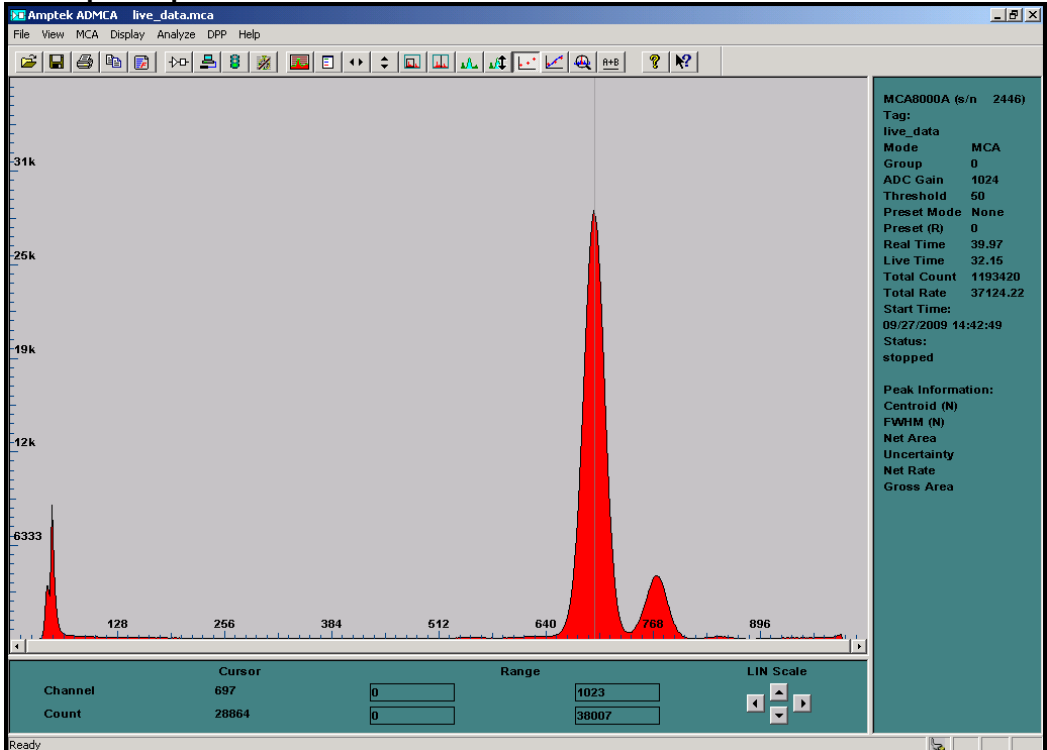 Amptek ADMCA live_data.mca
File View MCA Display Analyze DPP Help
A+B
31k
25k
19k
12k
6333
128 256 384 512 640 768 896
MCA8000A (s/n 2446)
Tag:
live_data
Mode MCA
Group 0
ADC Gain 1024
Threshold 50
Preset Mode None
Preset (R) 0
Real Time 39.97
Live Time 32.15
Total Count 1193420
Total Rate 37124.22
Start Time:
09/27/2009 14:42:49
Status:
stopped
Peak Information:
Centroid (N)
FWHM (N)
Net Area
Uncertainty
Net Rate
Gross Area
Cursor Range LIN Scale
Channel 697 0 1023
Count 28864 0 38007
Ready